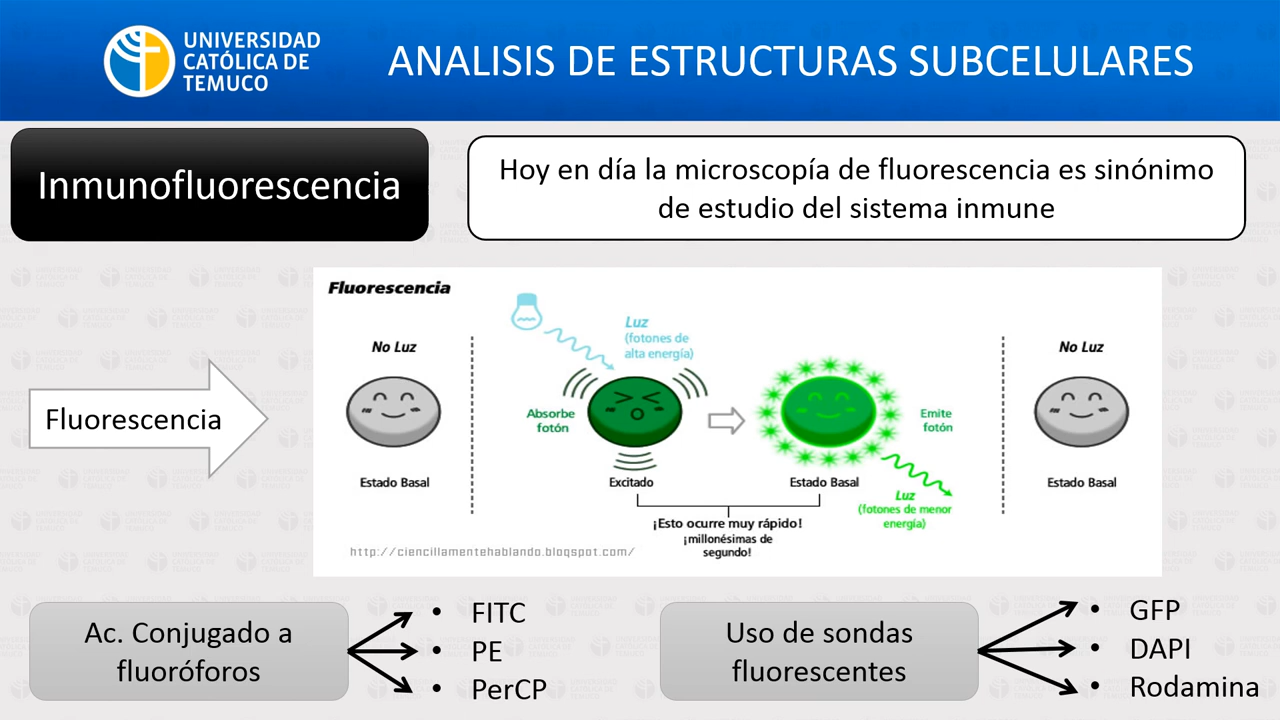 UNIVERSIDAD
CATÓLICA DE
TEMUCO
ANALISIS DE ESTRUCTURAS SUBCELULARES
Inmunofluorescencia
Hoy en día la microscopía de fluorescencia es sinónimo
de estudio del sistema inmune
Fluorescencia
Fluorescencia
No Luz
Estado Basal
Luz
(fotones de
alta energía)
Absorbe
fotón
Excitado
Estado Basal
Emite
fotón
Luz
(fotones de menor
energía)
¡Esto ocurre muy rápido!
¡millonésimas de
segundo!
No Luz
Estado Basal
http://ciencillamentehablando.blogspot.com/
Ac. Conjugado a
fluoróforos
• FITC
• PE
• PerCP
Uso de sondas
fluorescentes
• GFP
• DAPI
• Rodamina